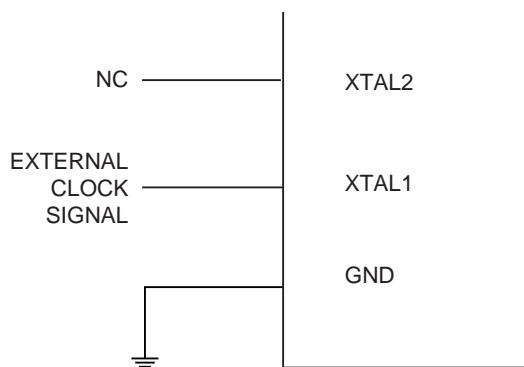 NC
XTAL2
EXTERNAL
CLOCK
SIGNAL
XTAL1
GND